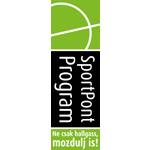 SportPont
Program
Ne csak hallgass,
mozdulj is!